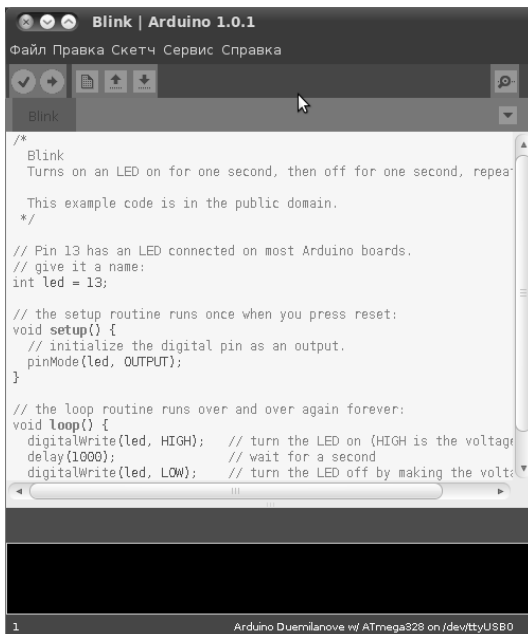 Blink | Arduino 1.0.1
Файл Правка Скетч Сервис Справка
Blink
/*
  Blink
  Turns on an LED on for one second, then off for one second, repea

  This example code is in the public domain.
 */

// Pin 13 has an LED connected on most Arduino boards.
// give it a name:
int led = 13;

// the setup routine runs once when you press reset:
void setup() {
  // initialize the digital pin as an output.
  pinMode(led, OUTPUT);
}

// the loop routine runs over and over again forever:
void loop() {
  digitalWrite(led, HIGH);   // turn the LED on (HIGH is the voltage
  delay(1000);               // wait for a second
  digitalWrite(led, LOW);    // turn the LED off by making the volta
1
Arduino Duemilanove w/ ATmega328 on /dev/ttyUSB0